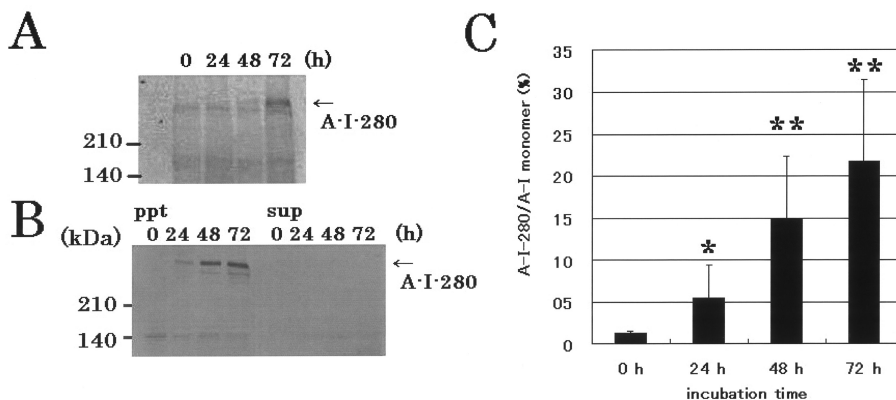 A
0 24 48 72 (h)
← A-I-280
210
140
B
ppt sup
(kDa) 0 24 48 72 0 24 48 72 (h)
← A-I-280
210
140
C
A-I-280/A-I monomer (%)
35
30
25
20
15
10
05
0
*
**
**
0 h 24 h 48 h 72 h
incubation time